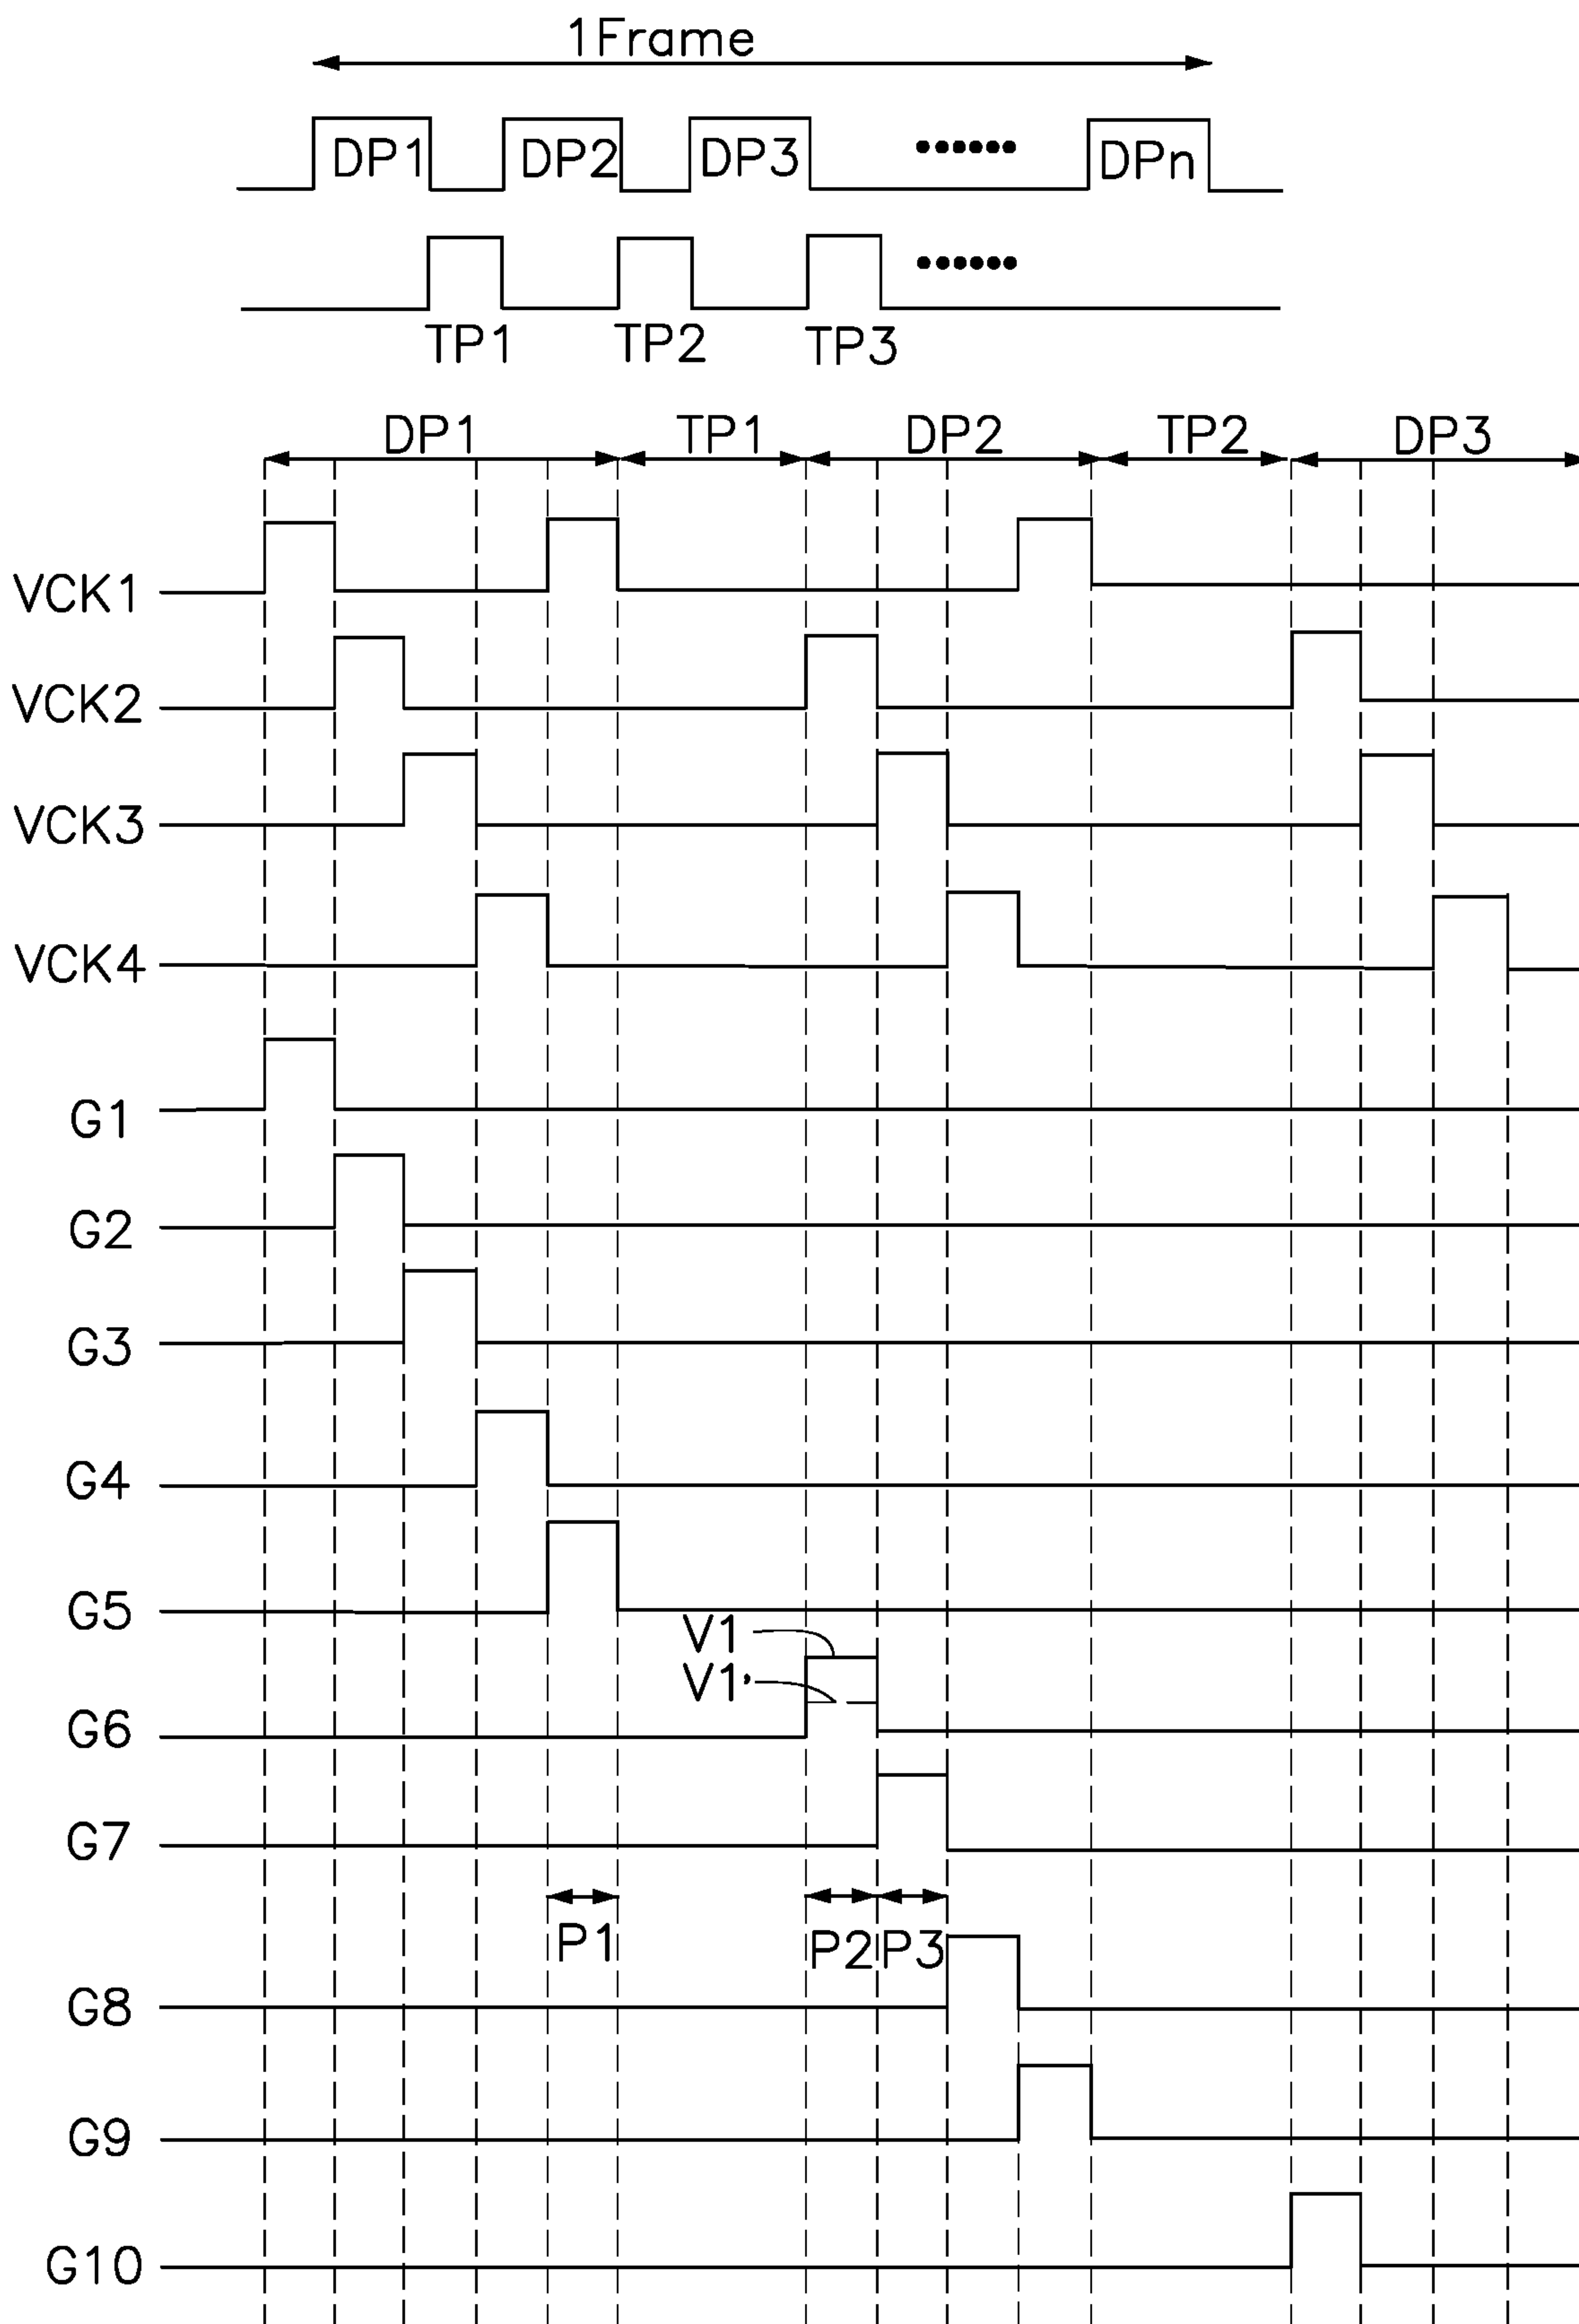 1Frame
DP1 DP2 DP3 ...... DPn
......
TP1 TP2 TP3
DP1 TP1 DP2 TP2 DP3
VCK1
VCK2
VCK3
VCK4
G1
G2
G3
G4
G5
V1
V1’
G6
G7
P1 P2 P3
G8
G9
G10